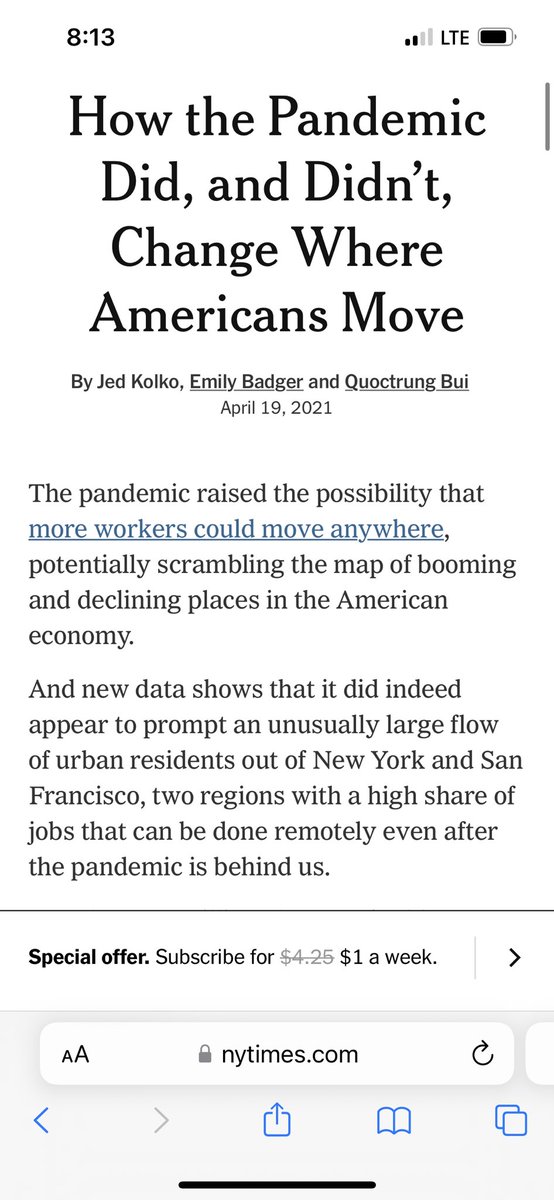 8:13
LTE
How the Pandemic
Did, and Didn’t,
Change Where
Americans Move
By Jed Kolko, Emily Badger and Quoctrung Bui
April 19, 2021
The pandemic raised the possibility that
more workers could move anywhere,
potentially scrambling the map of booming
and declining places in the American
economy.
And new data shows that it did indeed
appear to prompt an unusually large flow
of urban residents out of New York and San
Francisco, two regions with a high share of
jobs that can be done remotely even after
the pandemic is behind us.
Special offer. Subscribe for $4.25 $1 a week.
AA nytimes.com